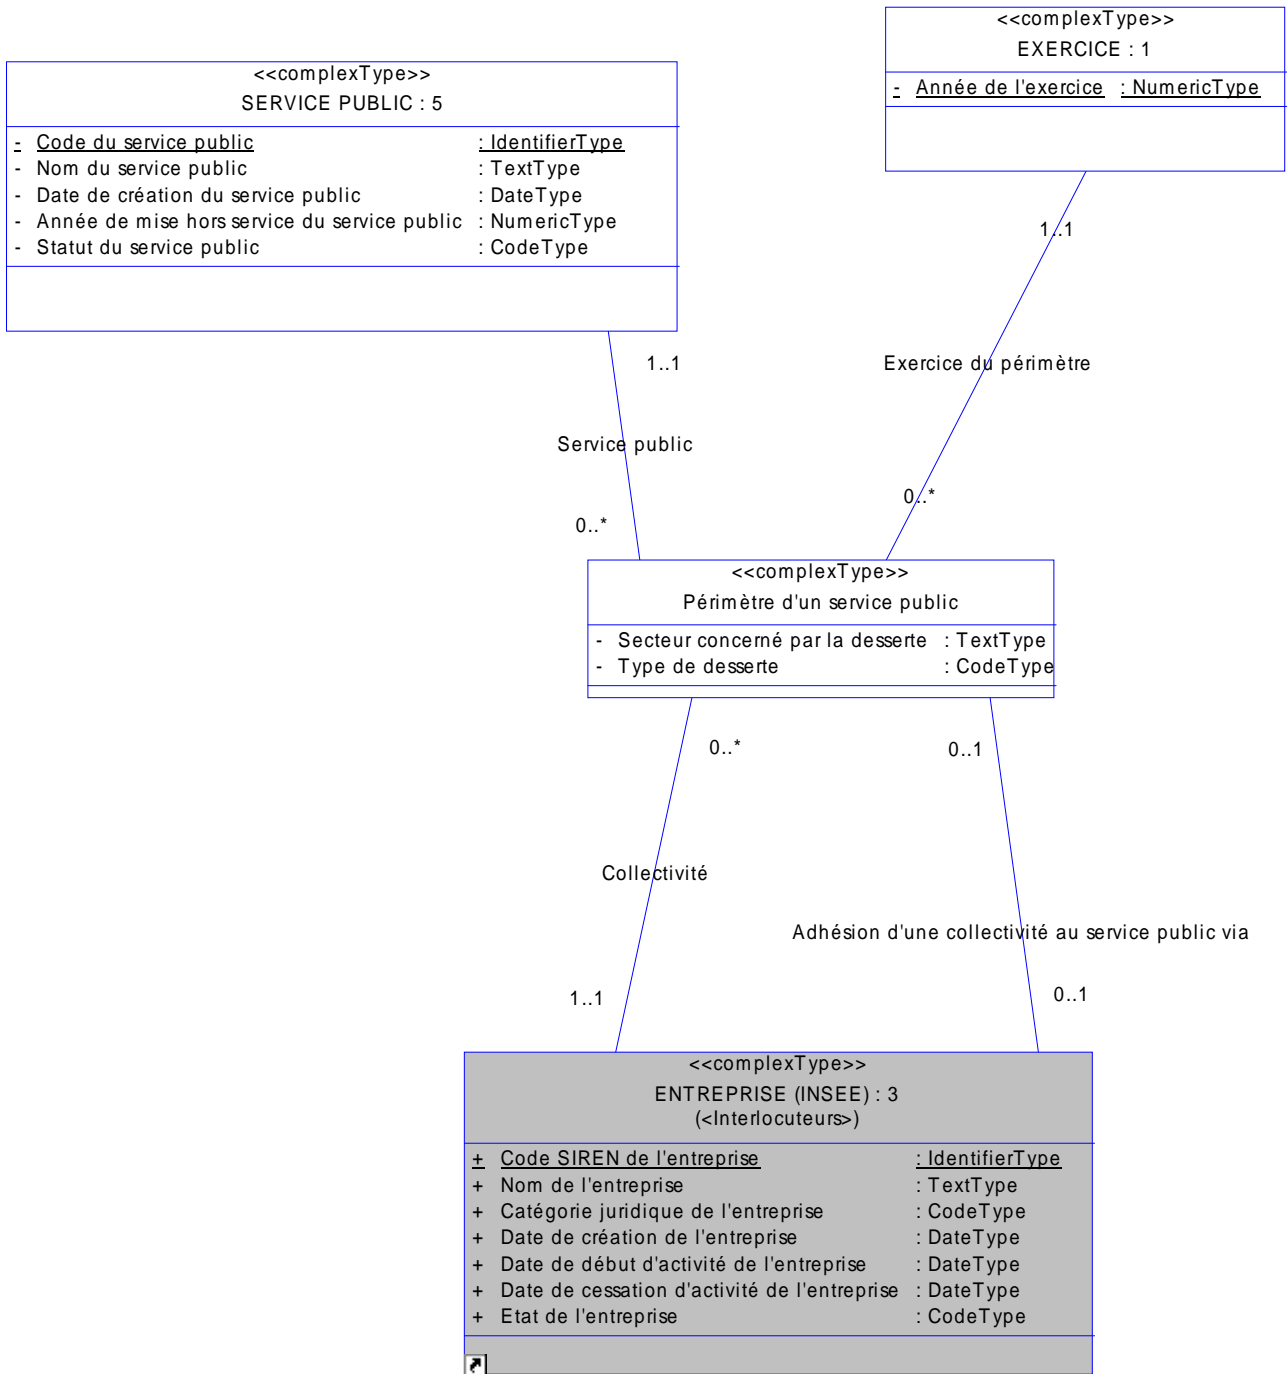 <<complexType>>
EXERCICE : 1
- Année de l'exercice : NumericType
<<complexType>>
SERVICE PUBLIC : 5
- Code du service public : IdentifierType
- Nom du service public : TextType
- Date de création du service public : DateType
- Année de mise hors service du service public : NumericType
- Statut du service public : CodeType
1..1
1..1
Exercice du périmètre
Service public
0..*
0..*
<<complexType>>
Périmètre d'un service public
- Secteur concerné par la desserte : TextType
- Type de desserte : CodeType
0..*
0..1
Collectivité
Adhésion d'une collectivité au service public via
1..1
0..1
<<complexType>>
ENTREPRISE (INSEE) : 3
(<Interlocuteurs>)
+ Code SIREN de l'entreprise : IdentifierType
+ Nom de l'entreprise : TextType
+ Catégorie juridique de l'entreprise : CodeType
+ Date de création de l'entreprise : DateType
+ Date de début d'activité de l'entreprise : DateType
+ Date de cessation d'activité de l'entreprise : DateType
+ Etat de l'entreprise : CodeType